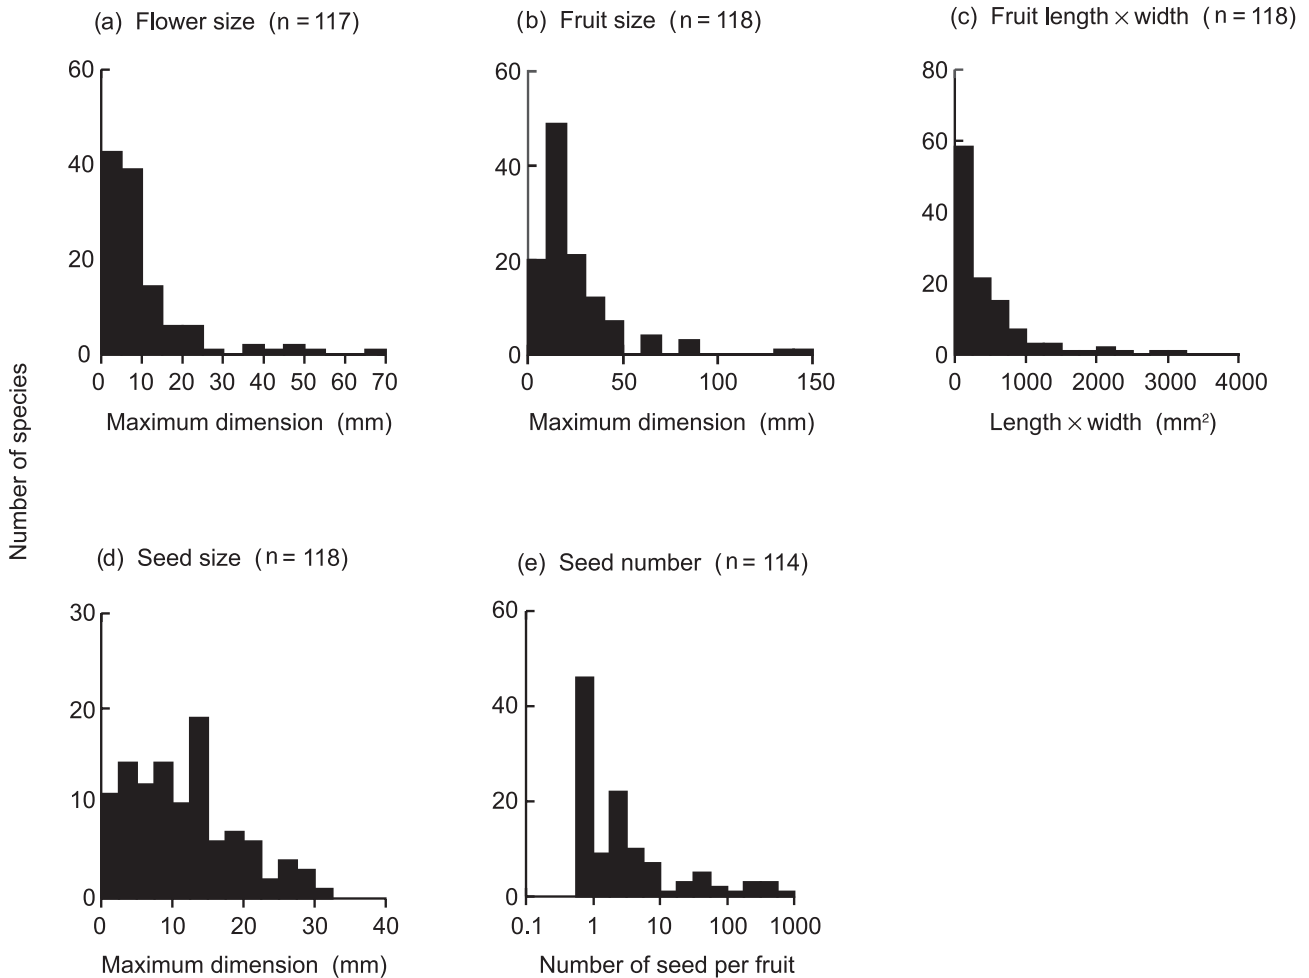 (a) Flower size (n = 117)
60
40
20
0
0 10 20 30 40 50 60 70
Maximum dimension (mm)
(b) Fruit size (n = 118)
60
40
20
0
0 50 100 150
Maximum dimension (mm)
(c) Fruit length × width (n = 118)
80
60
40
20
0
0 1000 2000 3000 4000
Length × width (mm²)
Number of species
(d) Seed size (n = 118)
30
20
10
0
0 10 20 30 40
Maximum dimension (mm)
(e) Seed number (n = 114)
60
40
20
0
0.1 1 10 100 1000
Number of seed per fruit